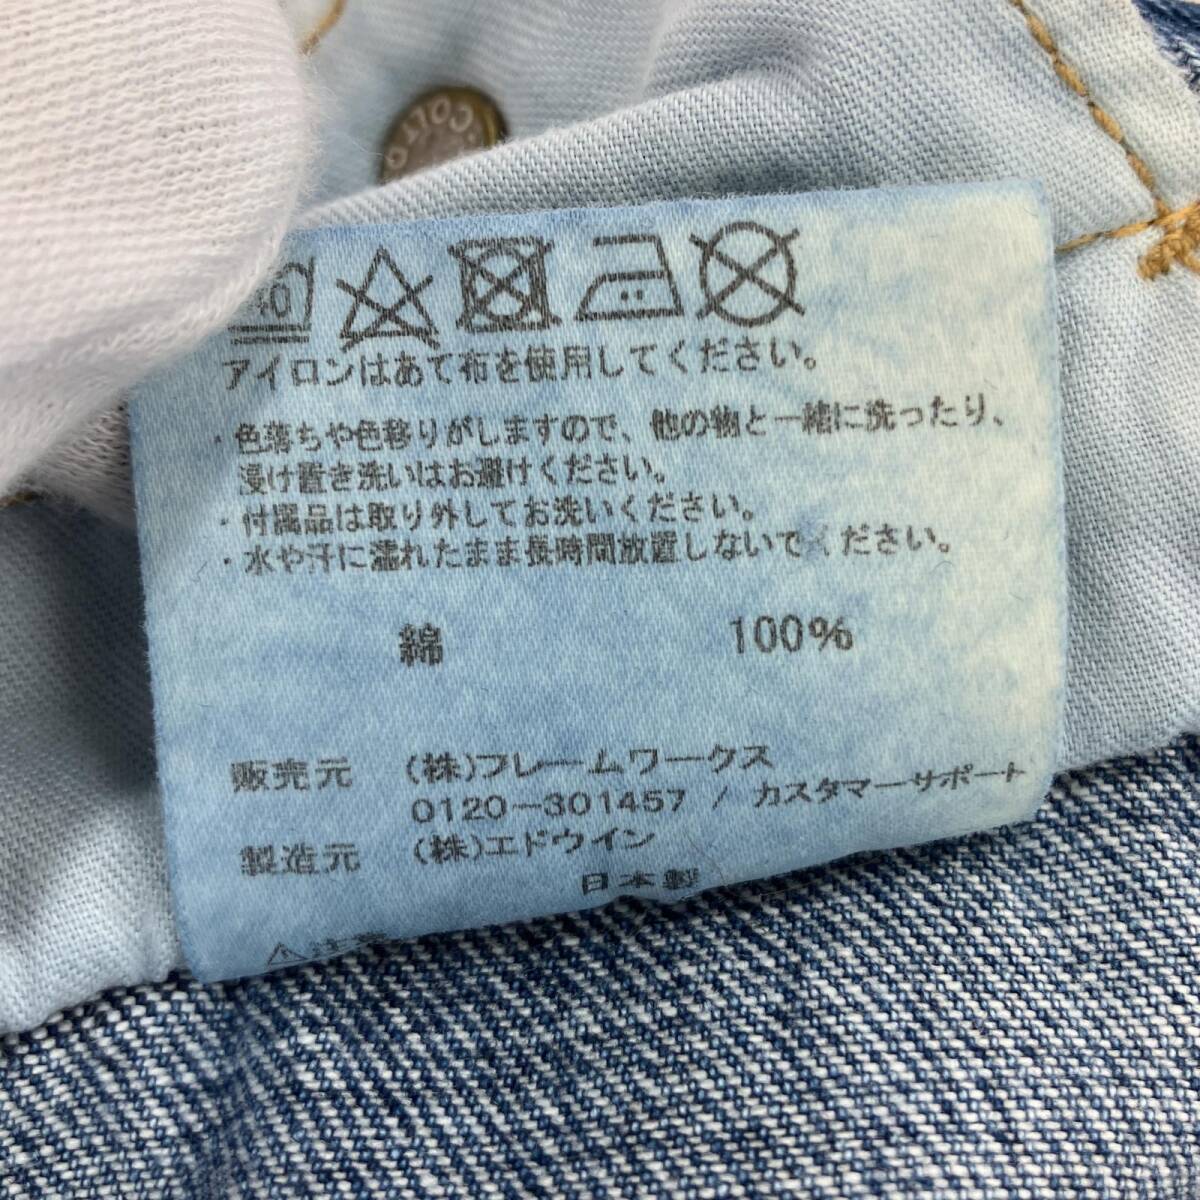 COLTO
40
アイロンはあて布を使用してください。
・色落ちや色移りがしますので、他の物と一緒に洗ったり、
浸け置き洗いはお避けください。
・付属品は取り外してお洗いください。
・水や汗に濡れたまま長時間放置しないでください。
綿 100%
販売元 (株)フレームワークス
0120-301457 / カスタマーサポート
製造元 (株)エドウイン
日本製